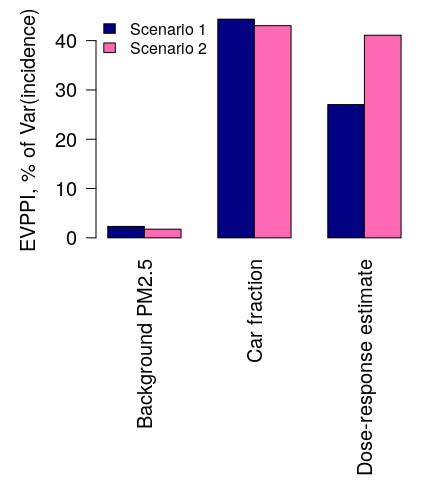 EVPPI, % of Var(incidence)
40
30
20
10
0
Scenario 1
Scenario 2
Background PM2.5
Car fraction
Dose-response estimate